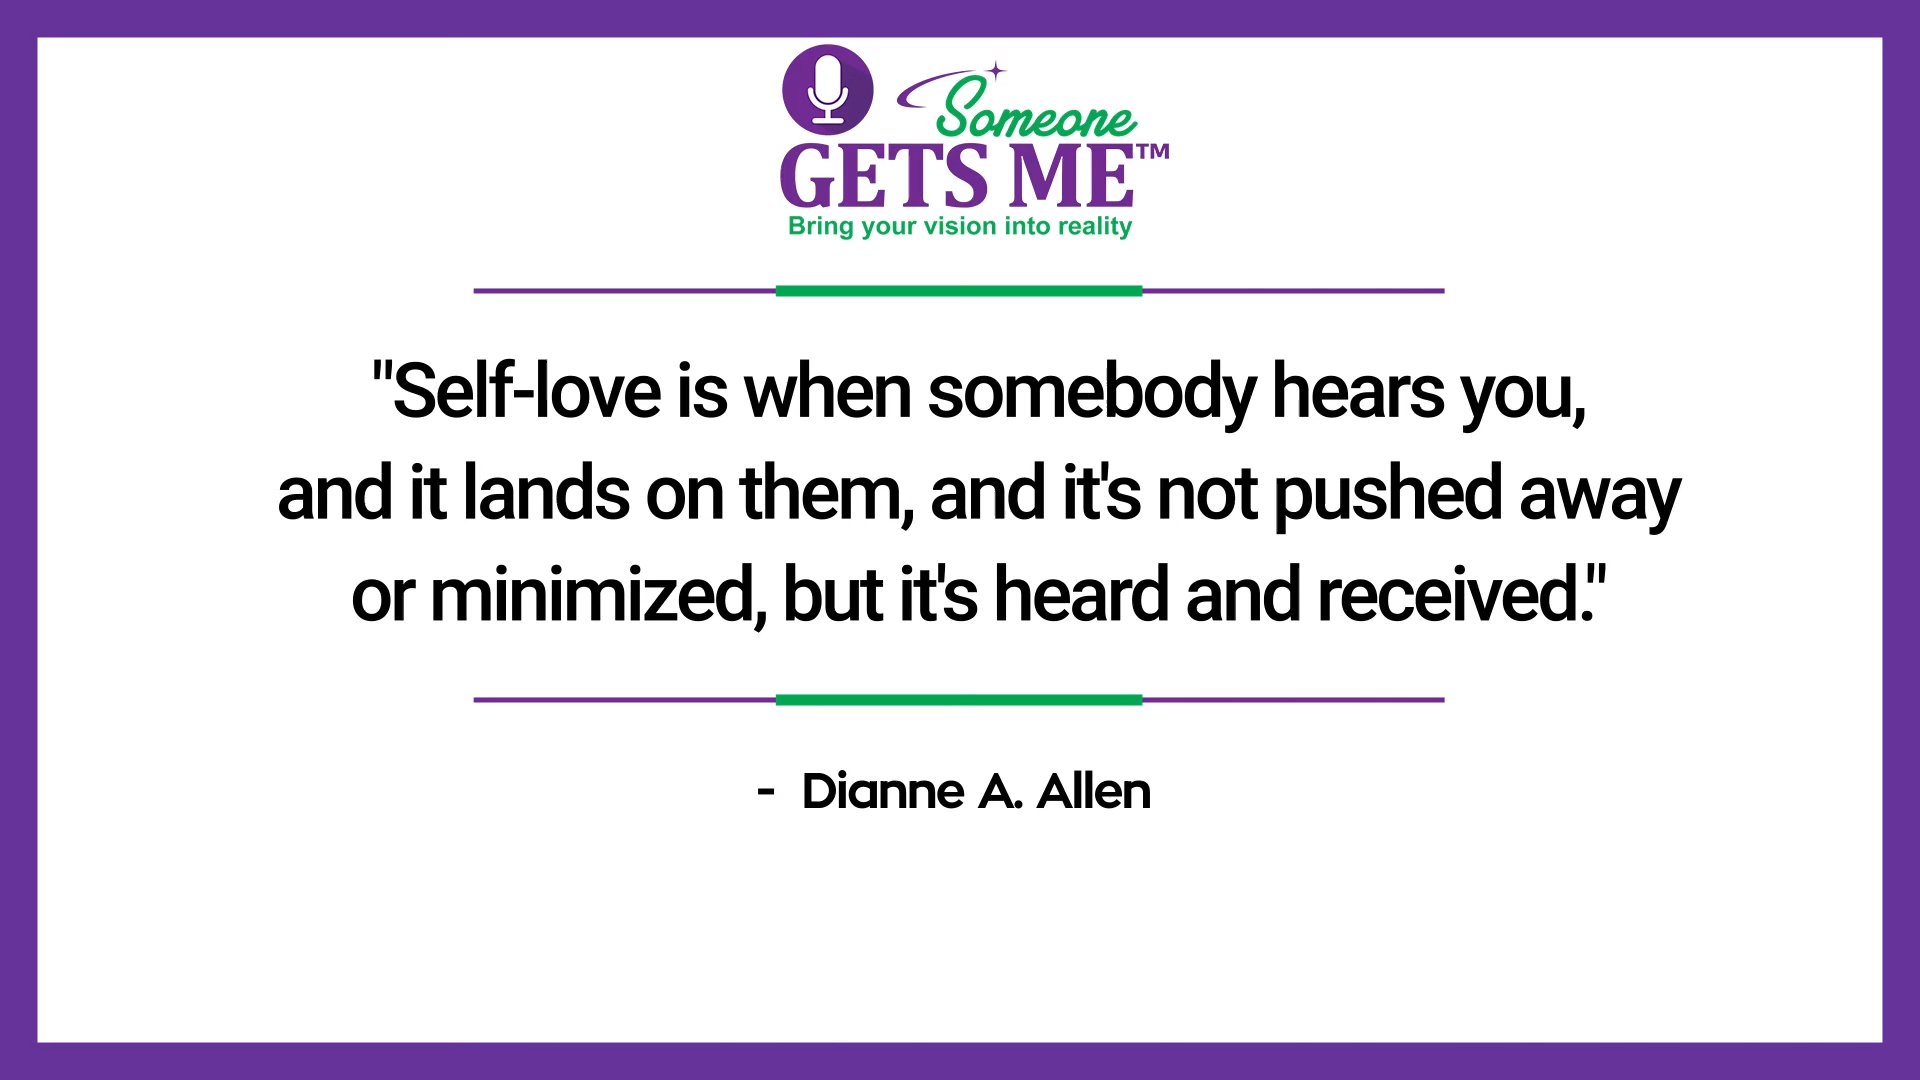 Someone
GETS ME™
Bring your vision into reality
"Self-love is when somebody hears you,
and it lands on them, and it's not pushed away
or minimized, but it's heard and received."
- Dianne A. Allen